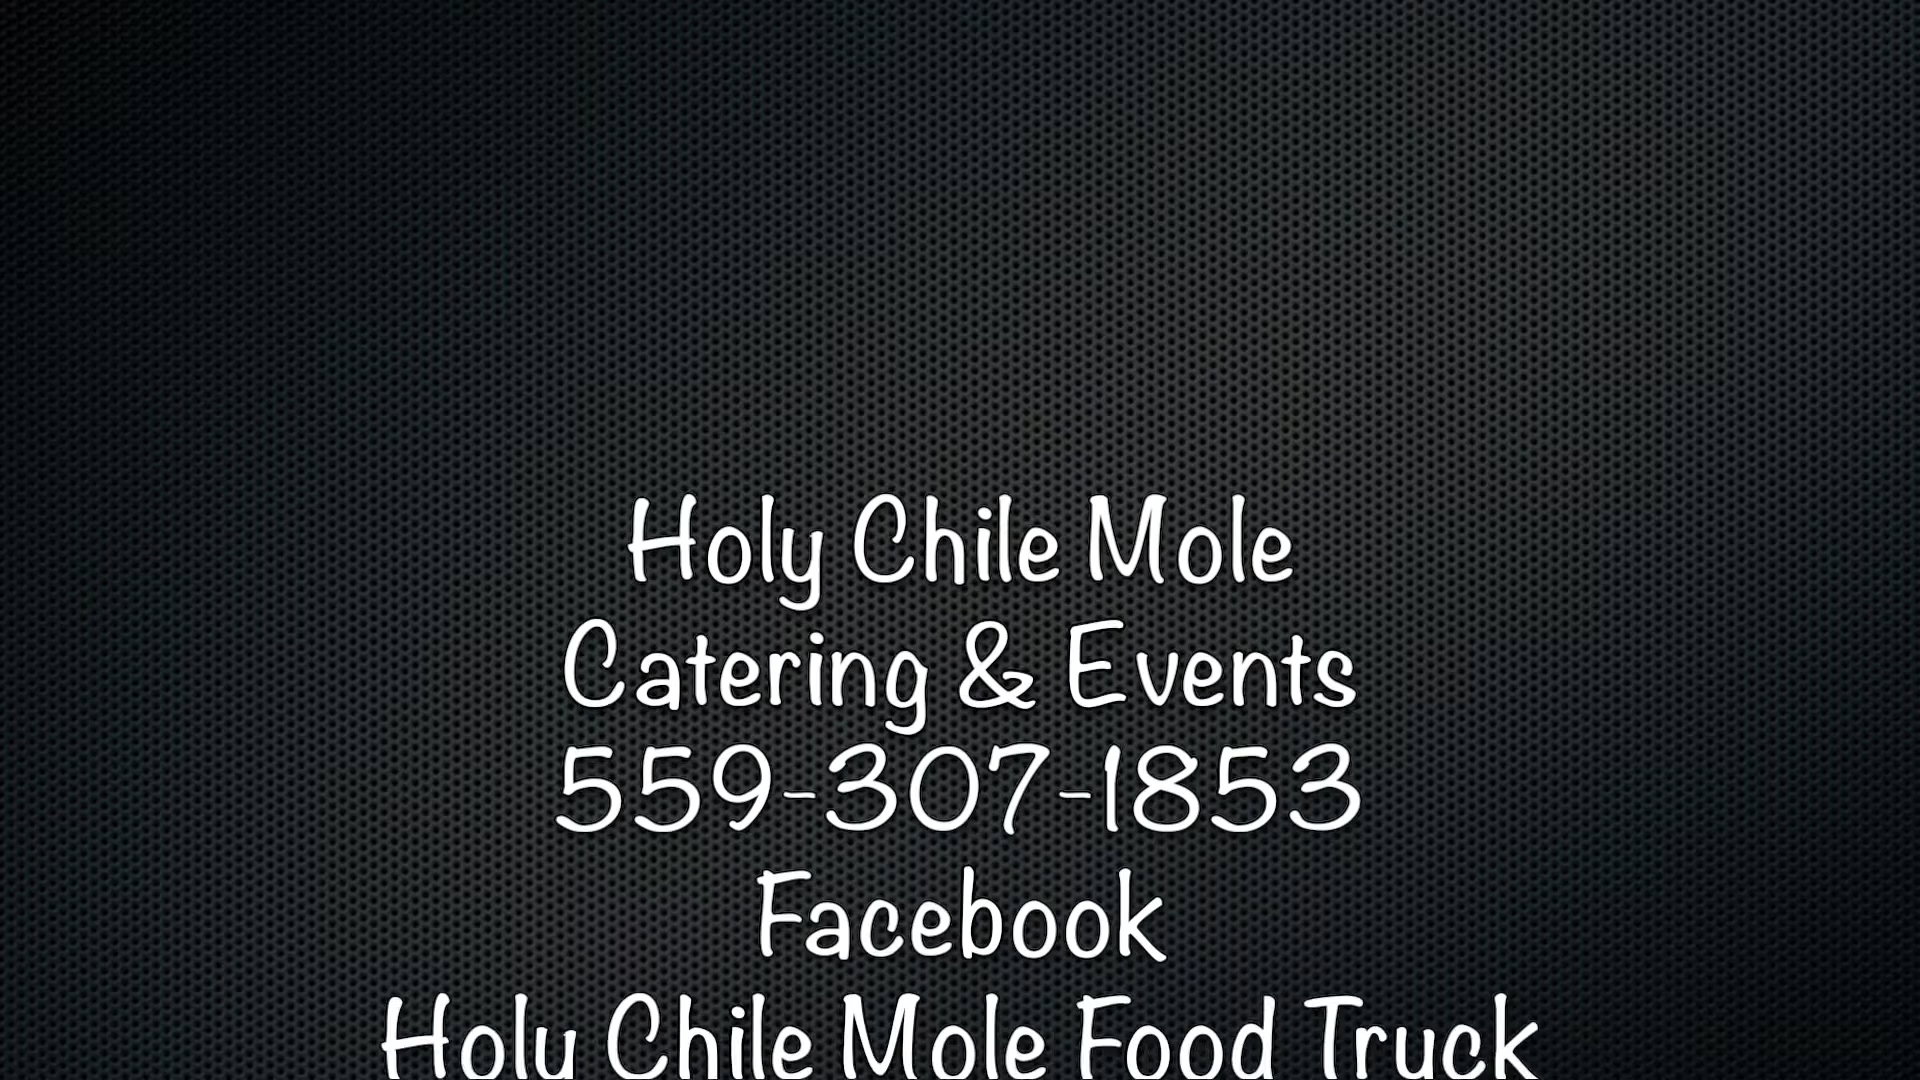 Holy Chile Mole
Catering & Events
559-307-1853
Facebook
Holy Chile Mole Food Truck